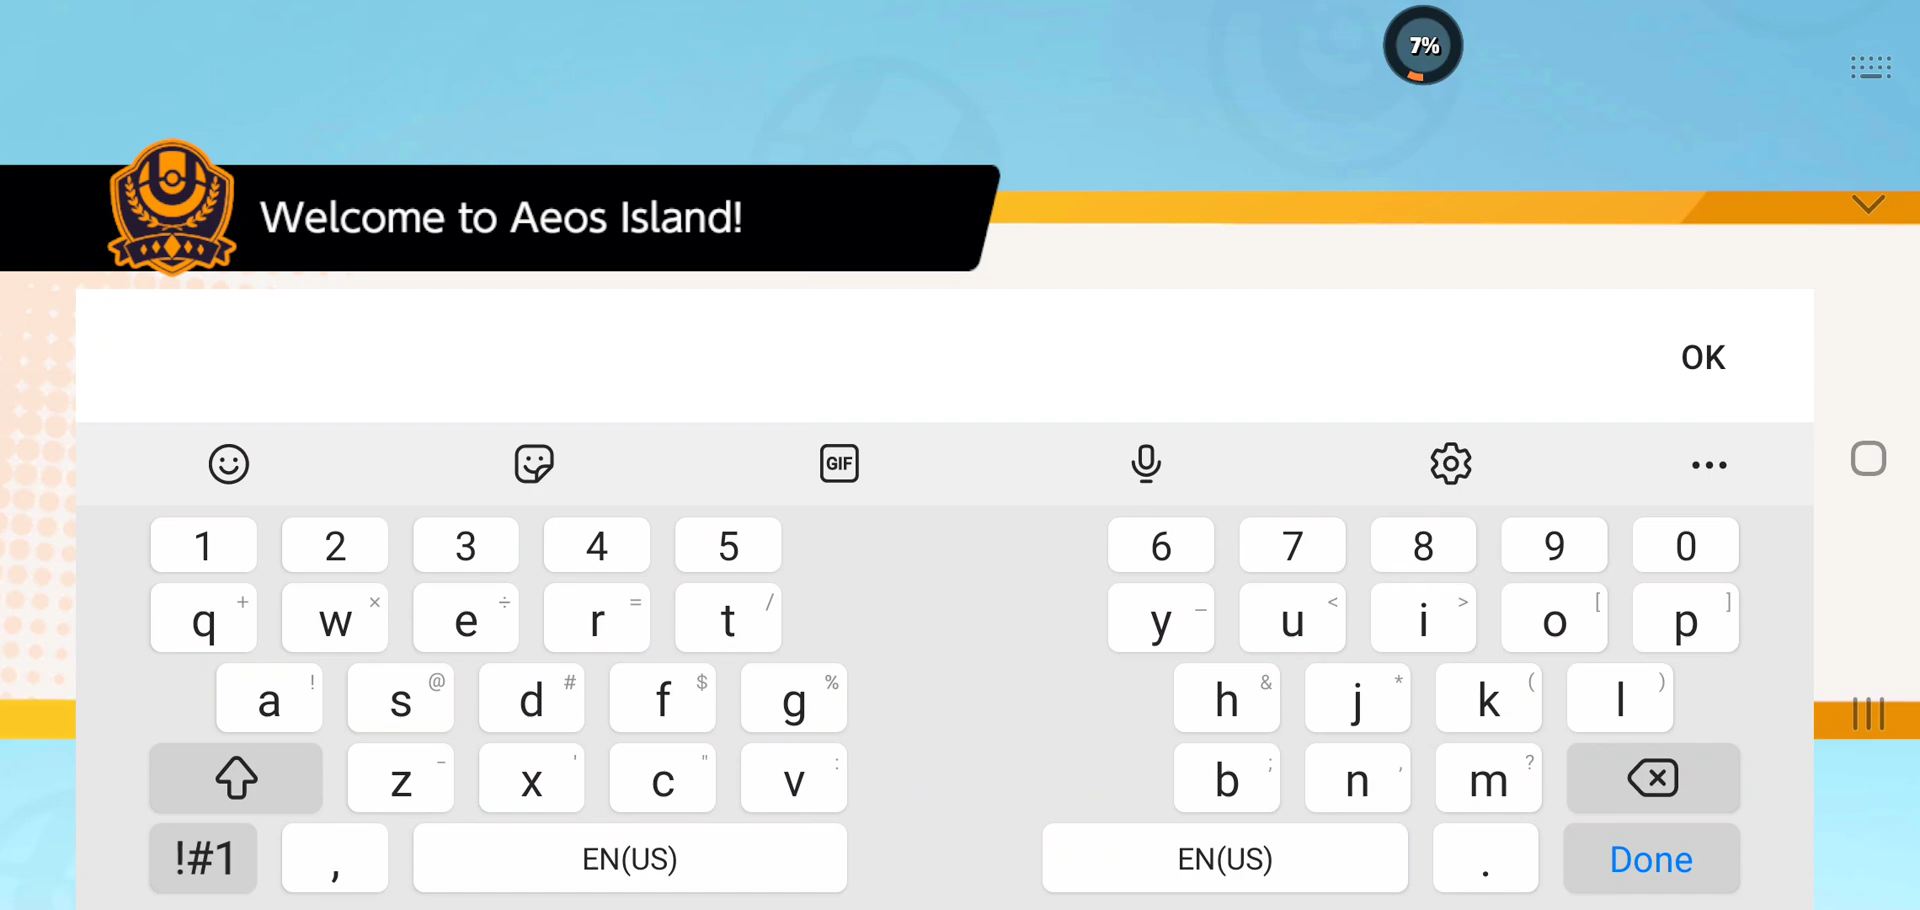 7%
Welcome to Aeos Island!
OK
GIF
1 2 3 4 5 6 7 8 9 0
q + w × e ÷ r = t / y _ u < i > o [ p ]
a ! s @ d # f $ g % h & j * k ( l )
z - x ' c " v : b ; n , m ?
!#1 , EN(US) EN(US) . Done